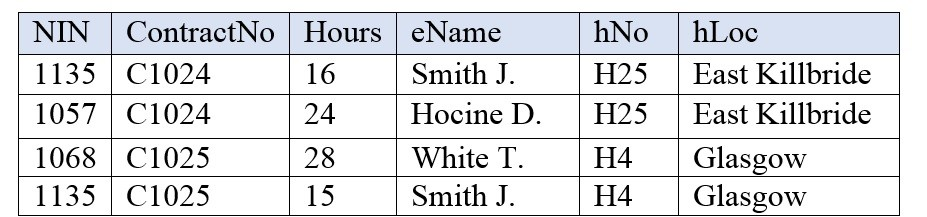 NIN ContractNo Hours eName hNo hLoc
1135 C1024 16 Smith J. H25 East Killbride
1057 C1024 24 Hocine D. H25 East Killbride
1068 C1025 28 White T. H4 Glasgow
1135 C1025 15 Smith J. H4 Glasgow